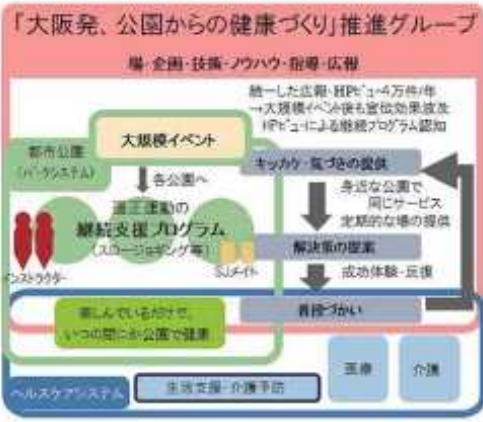 「大阪発、公園からの健康づくり」推進グループ
場・企画・技術・ノウハウ・指導・広報
統一した広報・HPビュー4万件/年
→大規模イベント後も宣伝効果波及
HPビューによる継続プログラム認知
大規模イベント
都市公園
(パークシステム)
各公園へ
キッカケ・気づきの提供
身近な公園で
同じサービス
定期的な場の提供
適正運動の
継続支援プログラム
(スロージョギング等)
解決策の提案
インストラクター
SJメイト
成功体験・反復
普段づかい
楽しんでいるだけで、
いつの間にか公園で健康
医療
介護
ヘルスケアシステム
生活支援・介護予防